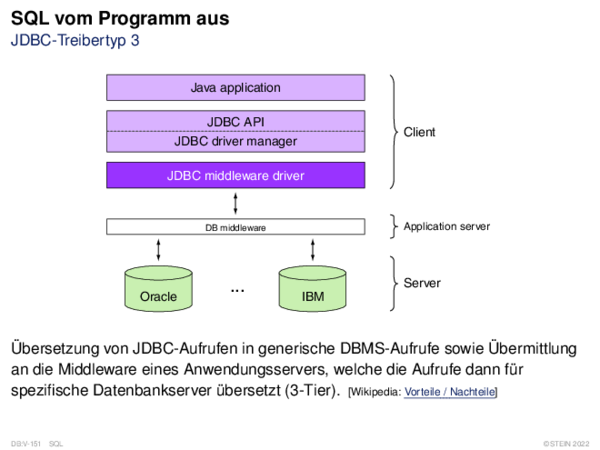 SQL vom Programm aus
JDBC-Treibertyp 3
Java application
JDBC API
JDBC driver manager
Client
JDBC middleware driver
DB middleware
Application server
Oracle
...
IBM
Server
Übersetzung von JDBC-Aufrufen in generische DBMS-Aufrufe sowie Übermittlung
an die Middleware eines Anwendungsservers, welche die Aufrufe dann für
spezifische Datenbankserver übersetzt (3-Tier). [Wikipedia: Vorteile / Nachteile]
DB:V-151 SQL
©STEIN 2022